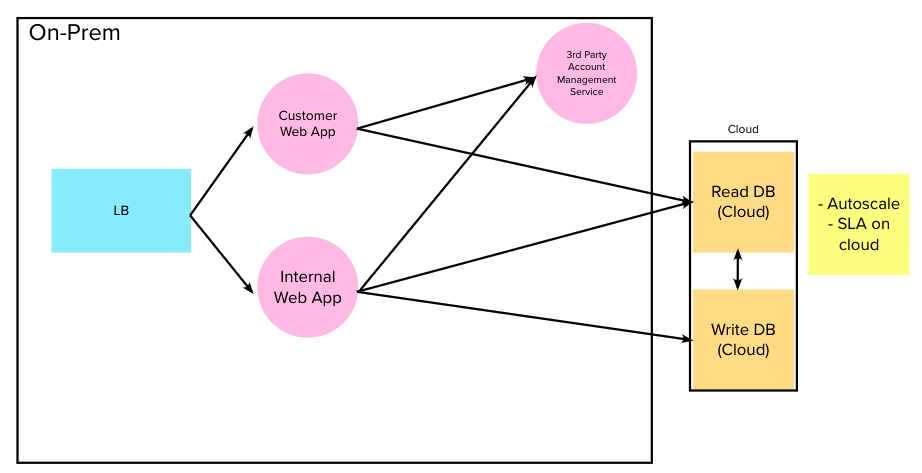 On-Prem
3rd Party
Account
Management
Service
Customer
Web App
Cloud
LB
Read DB
(Cloud)
- Autoscale
- SLA on
cloud
Internal
Web App
Write DB
(Cloud)